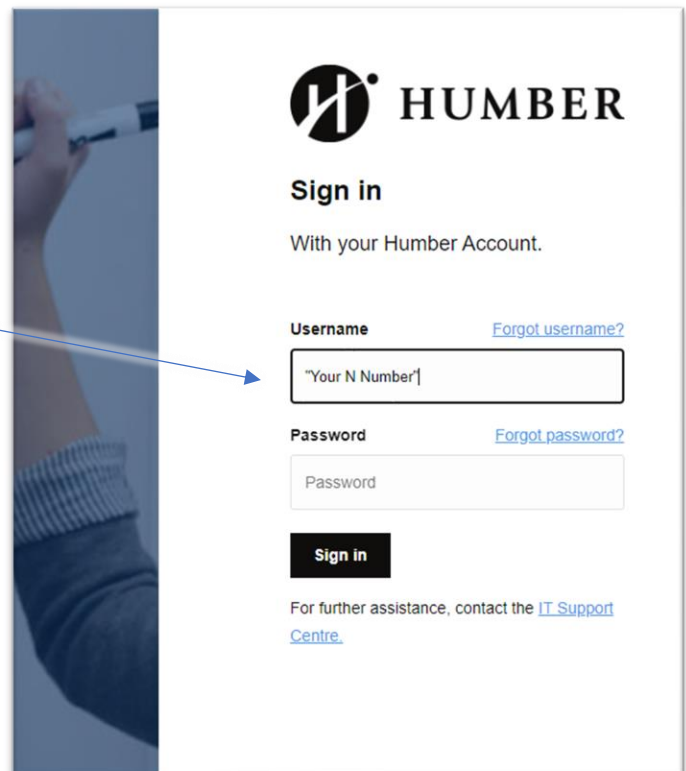 HUMBER
Sign in
With your Humber Account.
Username Forgot username?
"Your N Number"
Password Forgot password?
Password
Sign in
For further assistance, contact the IT Support
Centre.